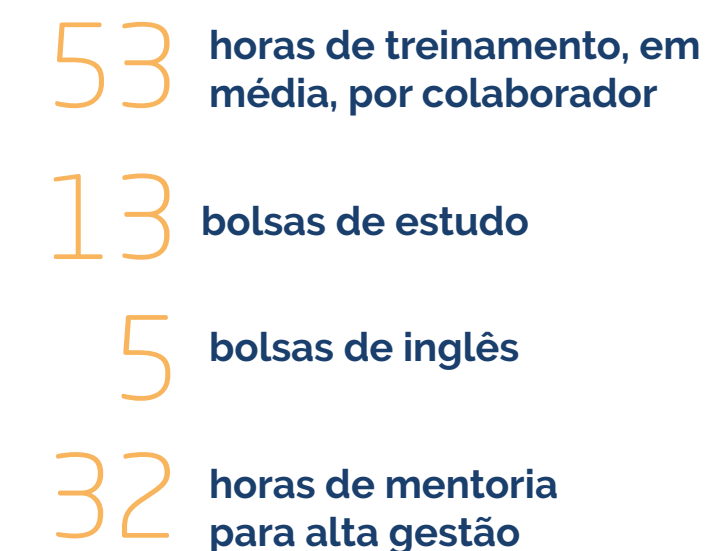 53 horas de treinamento, em
média, por colaborador
13 bolsas de estudo
5 bolsas de inglês
32 horas de mentoria
para alta gestão